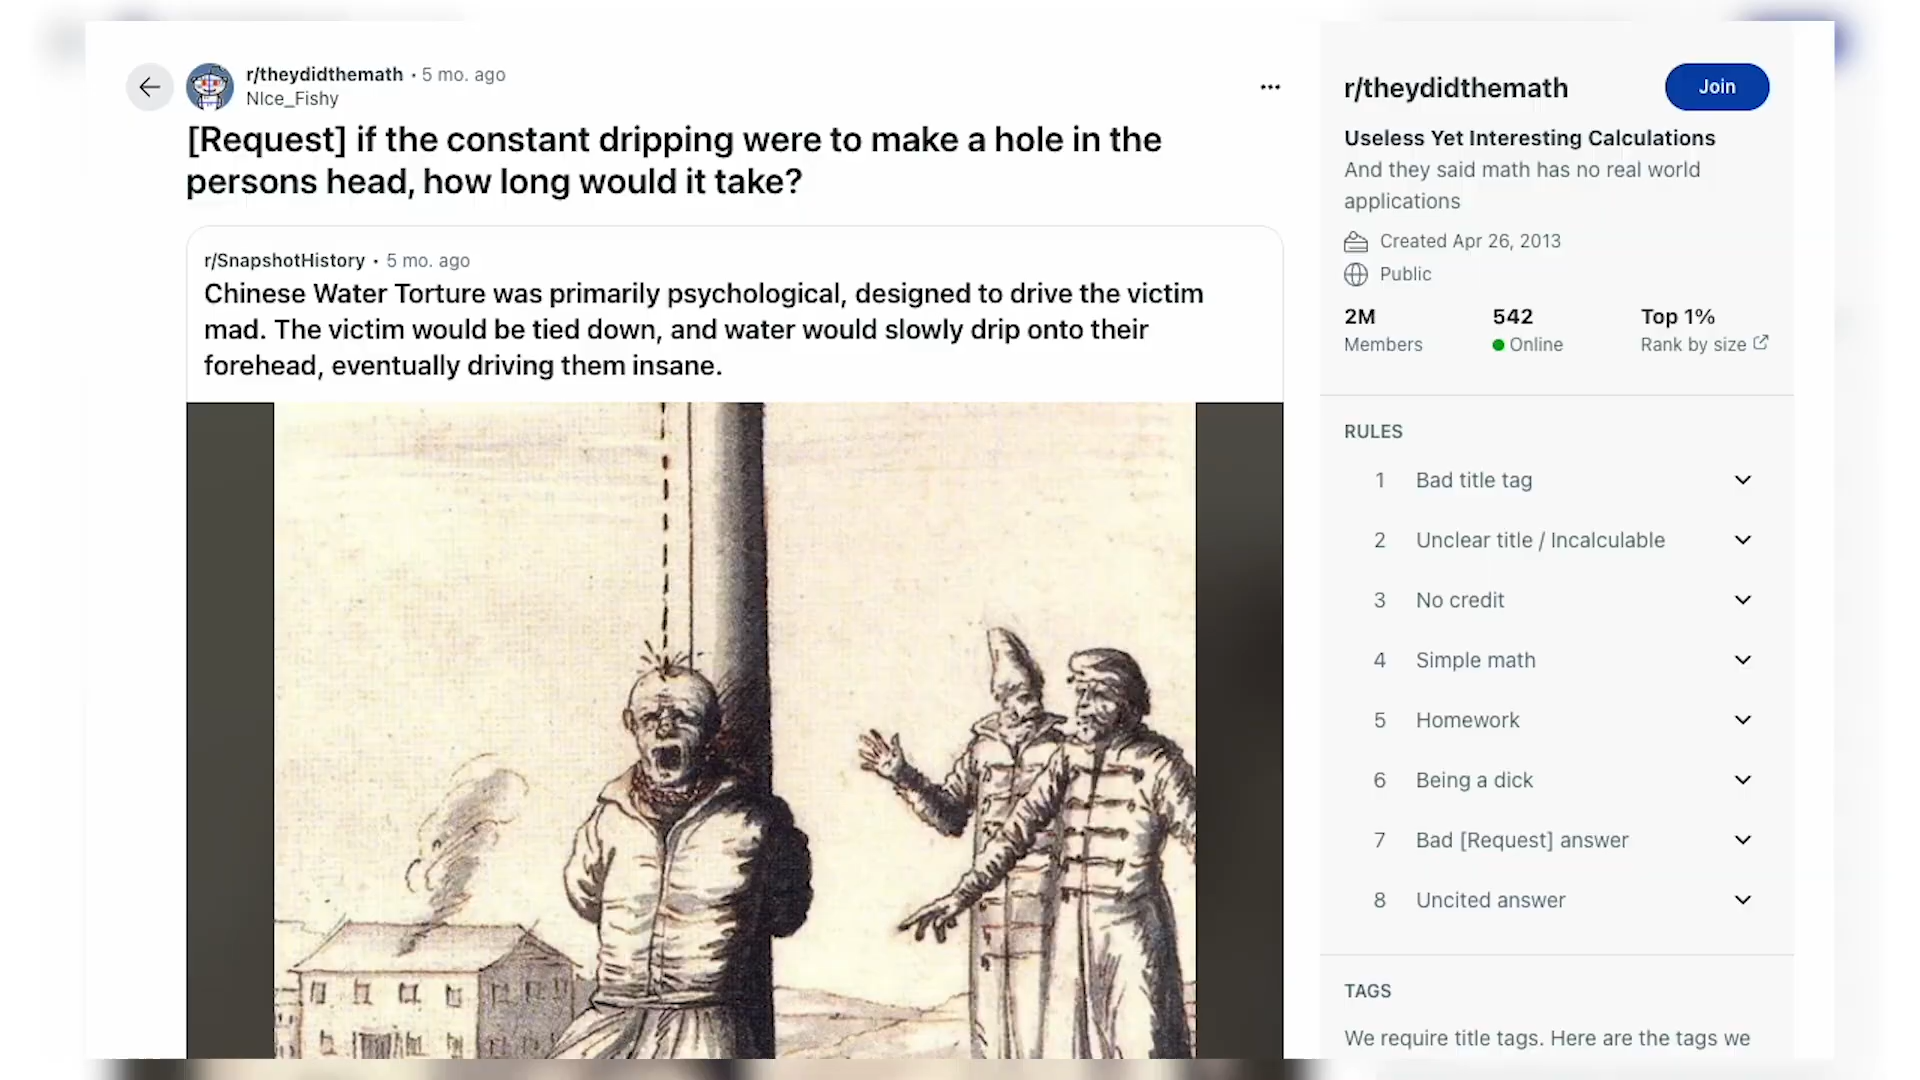 r/theydidthemath • 5 mo. ago
NIce_Fishy
[Request] if the constant dripping were to make a hole in the
persons head, how long would it take?
r/SnapshotHistory • 5 mo. ago
Chinese Water Torture was primarily psychological, designed to drive the victim
mad. The victim would be tied down, and water would slowly drip onto their
forehead, eventually driving them insane.
r/theydidthemath
Join
Useless Yet Interesting Calculations
And they said math has no real world
applications
Created Apr 26, 2013
Public
2M 542 Top 1%
Members Online Rank by size
RULES
1 Bad title tag
2 Unclear title / Incalculable
3 No credit
4 Simple math
5 Homework
6 Being a dick
7 Bad [Request] answer
8 Uncited answer
TAGS
We require title tags. Here are the tags we